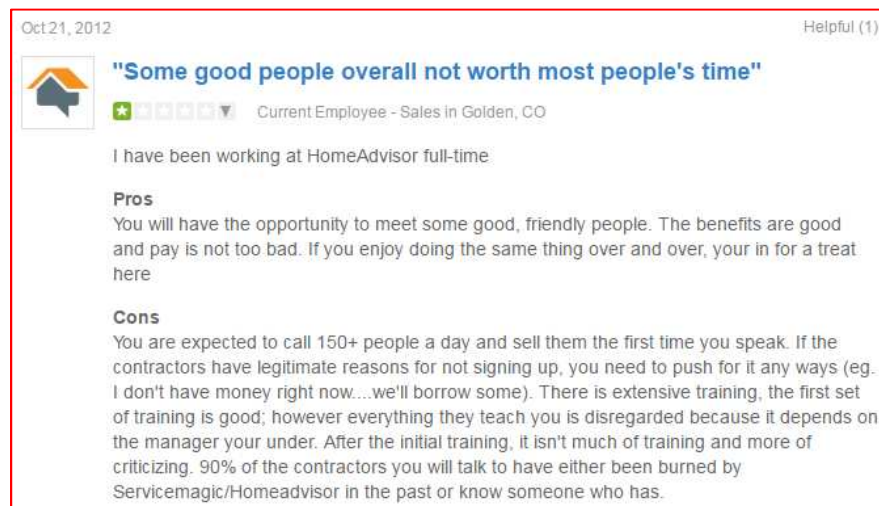 Oct 21, 2012 Helpful (1)
"Some good people overall not worth most people's time"
Current Employee - Sales in Golden, CO
I have been working at HomeAdvisor full-time
Pros
You will have the opportunity to meet some good, friendly people. The benefits are good
and pay is not too bad. If you enjoy doing the same thing over and over, your in for a treat
here
Cons
You are expected to call 150+ people a day and sell them the first time you speak. If the
contractors have legitimate reasons for not signing up, you need to push for it any ways (eg.
I don't have money right now....we'll borrow some). There is extensive training, the first set
of training is good; however everything they teach you is disregarded because it depends on
the manager your under. After the initial training, it isn't much of training and more of
criticizing. 90% of the contractors you will talk to have either been burned by
Servicemagic/Homeadvisor in the past or know someone who has.